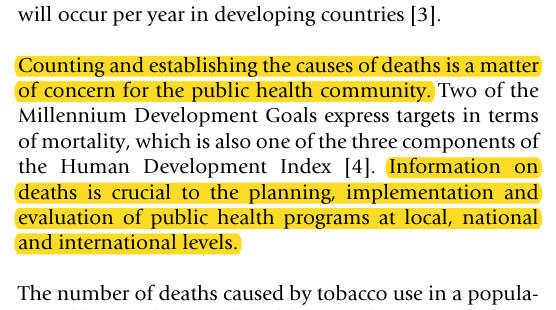 will occur per year in developing countries [3].
Counting and establishing the causes of deaths is a matter
of concern for the public health community. Two of the
Millennium Development Goals express targets in terms
of mortality, which is also one of the three components of
the Human Development Index [4]. Information on
deaths is crucial to the planning, implementation and
evaluation of public health programs at local, national
and international levels.
The number of deaths caused by tobacco use in a popula-